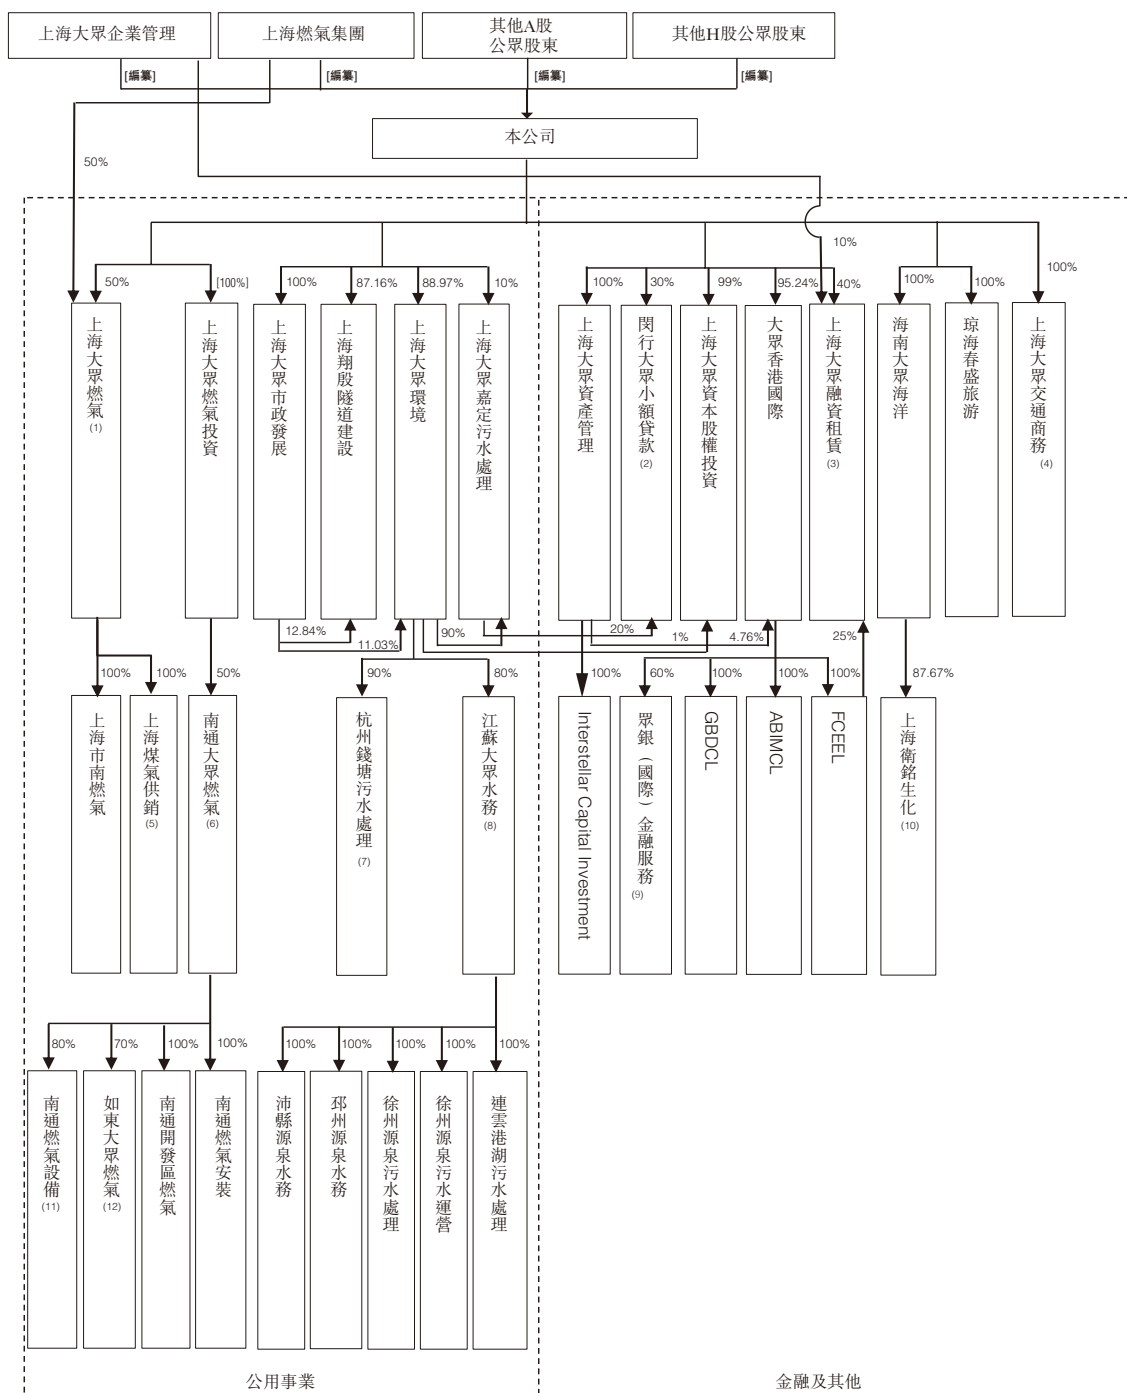 上海大眾企業管理
上海燃氣集團
其他A股
公眾股東
其他H股公眾股東
[編纂]
[編纂]
[編纂]
[編纂]
本公司
50%
10%
50%
[100%]
100%
87.16%
88.97%
10%
100%
30%
99%
95.24%
40%
100%
100%
100%
上海大眾燃氣(1)
上海大眾燃氣投資
上海大眾市政發展
上海翔殷隧道建設
上海大眾環境
上海大眾嘉定污水處理
上海大眾資產管理
閔行大眾小額貸款(2)
上海大眾資本股權投資
大眾香港國際
上海大眾融資租賃(3)
海南大眾海洋
琼海春盛旅游
上海大眾交通商務(4)
12.84%
11.03%
90%
20%
1%
4.76%
25%
100%
100%
50%
90%
80%
100%
60%
100%
100%
100%
87.67%
上海市南燃氣
上海煤氣供銷(5)
南通大眾燃氣(6)
杭州錢塘污水處理(7)
江蘇大眾水務(8)
Interstellar Capital Investment
眾銀（國際）金融服務(9)
GBDCL
ABIMCL
FCEEL
上海衛銘生化(10)
80%
70%
100%
100%
100%
100%
100%
100%
100%
南通燃氣設備(11)
如東大眾燃氣(12)
南通開發區燃氣
南通燃氣安裝
沛縣源泉水務
邳州源泉水務
徐州源泉污水處理
徐州源泉污水運營
連雲港湖污水處理
公用事業
金融及其他